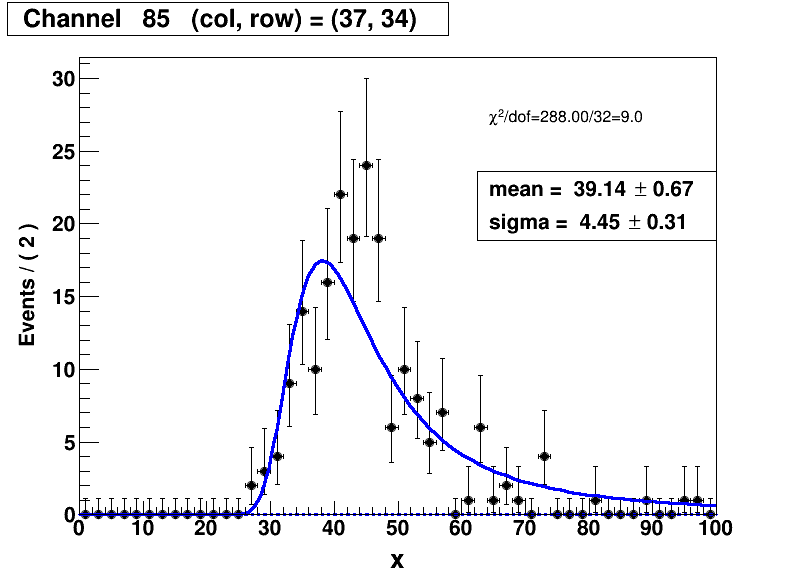 Channel 85 (col, row) = (37, 34)
χ²/dof=288.00/32=9.0
mean = 39.14 ± 0.67
sigma = 4.45 ± 0.31
Events / ( 2 )
30
25
20
15
10
5
0
0 10 20 30 40 50 60 70 80 90 100
x